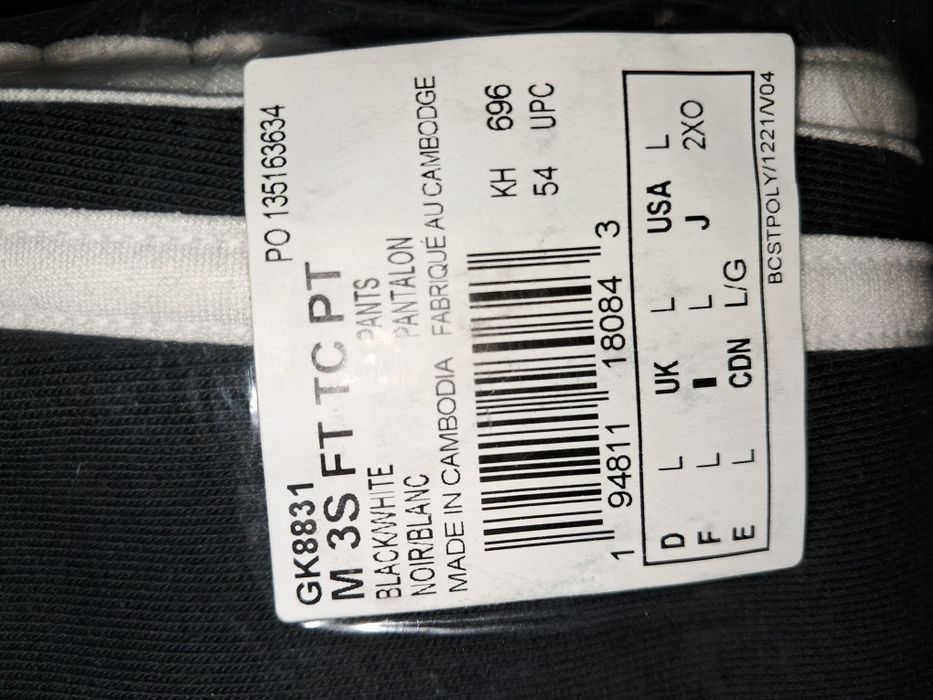 PO 135163634
GK8831
M 3S FT TC PT
BLACK/WHITE PANTS
NOIR/BLANC PANTALON
MADE IN CAMBODIA FABRIQUÉ AU CAMBODGE
KH 696
54 UPC
1 94811 18084 3
D L UK L USA L
F L I L J 2XO
E L CDN L/G
BCSTPOLY/1221/V04